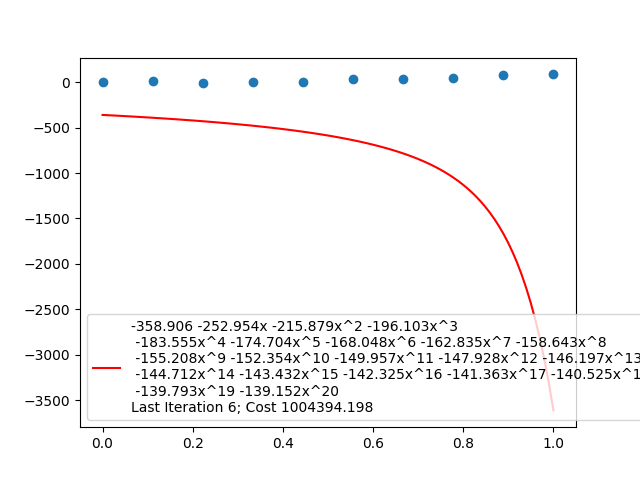 0
−500
−1000
−1500
−2000
−2500
−3000
−3500
-358.906 -252.954x -215.879x^2 -196.103x^3
-183.555x^4 -174.704x^5 -168.048x^6 -162.835x^7 -158.643x^8
-155.208x^9 -152.354x^10 -149.957x^11 -147.928x^12 -146.197x^13
-144.712x^14 -143.432x^15 -142.325x^16 -141.363x^17 -140.525x^1
-139.793x^19 -139.152x^20
Last Iteration 6; Cost 1004394.198
0.0 0.2 0.4 0.6 0.8 1.0